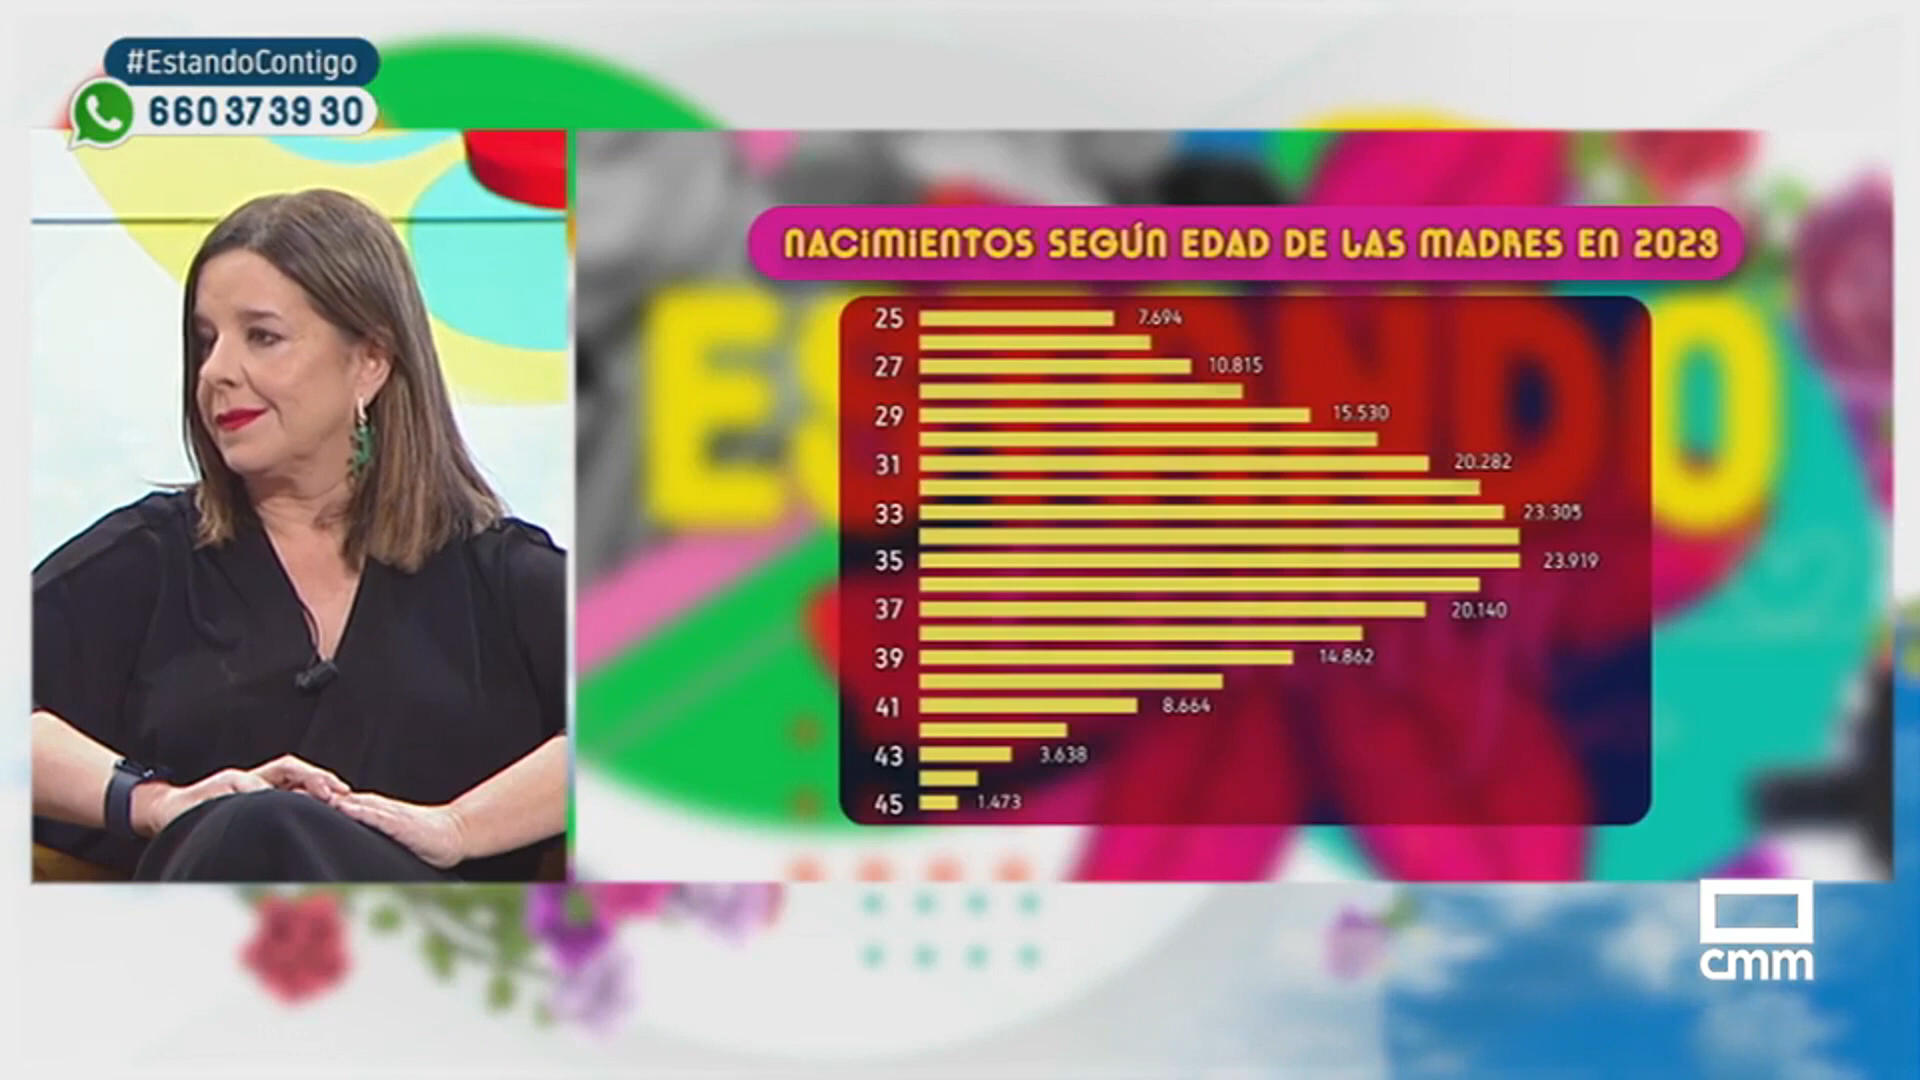 #EstandoContigo
660 37 39 30
NACIMIENTOS SEGÚN EDAD DE LAS MADRES EN 2023
ESTANDO
25 7.694
27 10.815
29 15.530
31 20.282
33 23.305
35 23.919
37 20.140
39 14.862
41 8.664
43 3.638
45 1.473
cmm